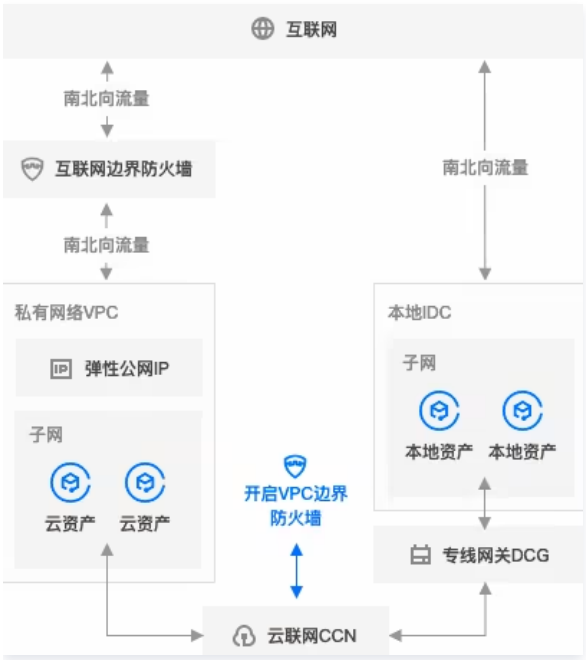 互联网
南北向流量
互联网边界防火墙
南北向流量
南北向流量
私有网络VPC
IP 弹性公网IP
子网
云资产 云资产
开启VPC边界
防火墙
本地IDC
子网
本地资产 本地资产
专线网关DCG
云联网CCN